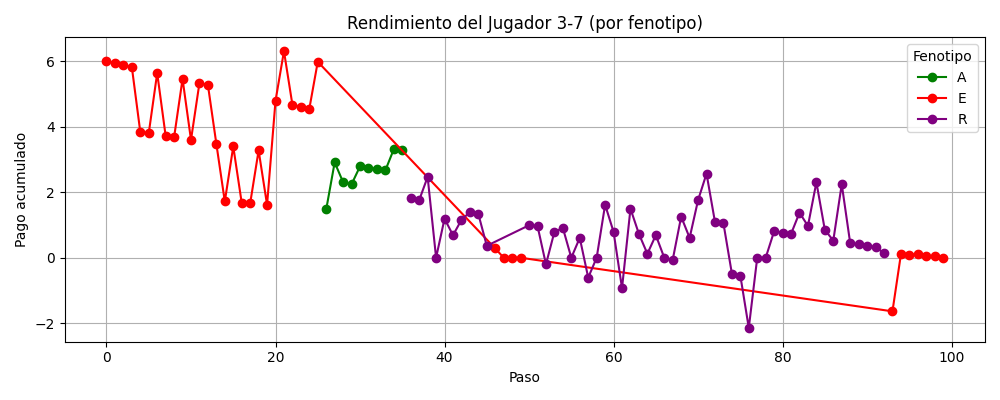 Rendimiento del Jugador 3-7 (por fenotipo)
Pago acumulado
6
4
2
0
−2
Fenotipo
A
E
R
0 20 40 60 80 100
Paso